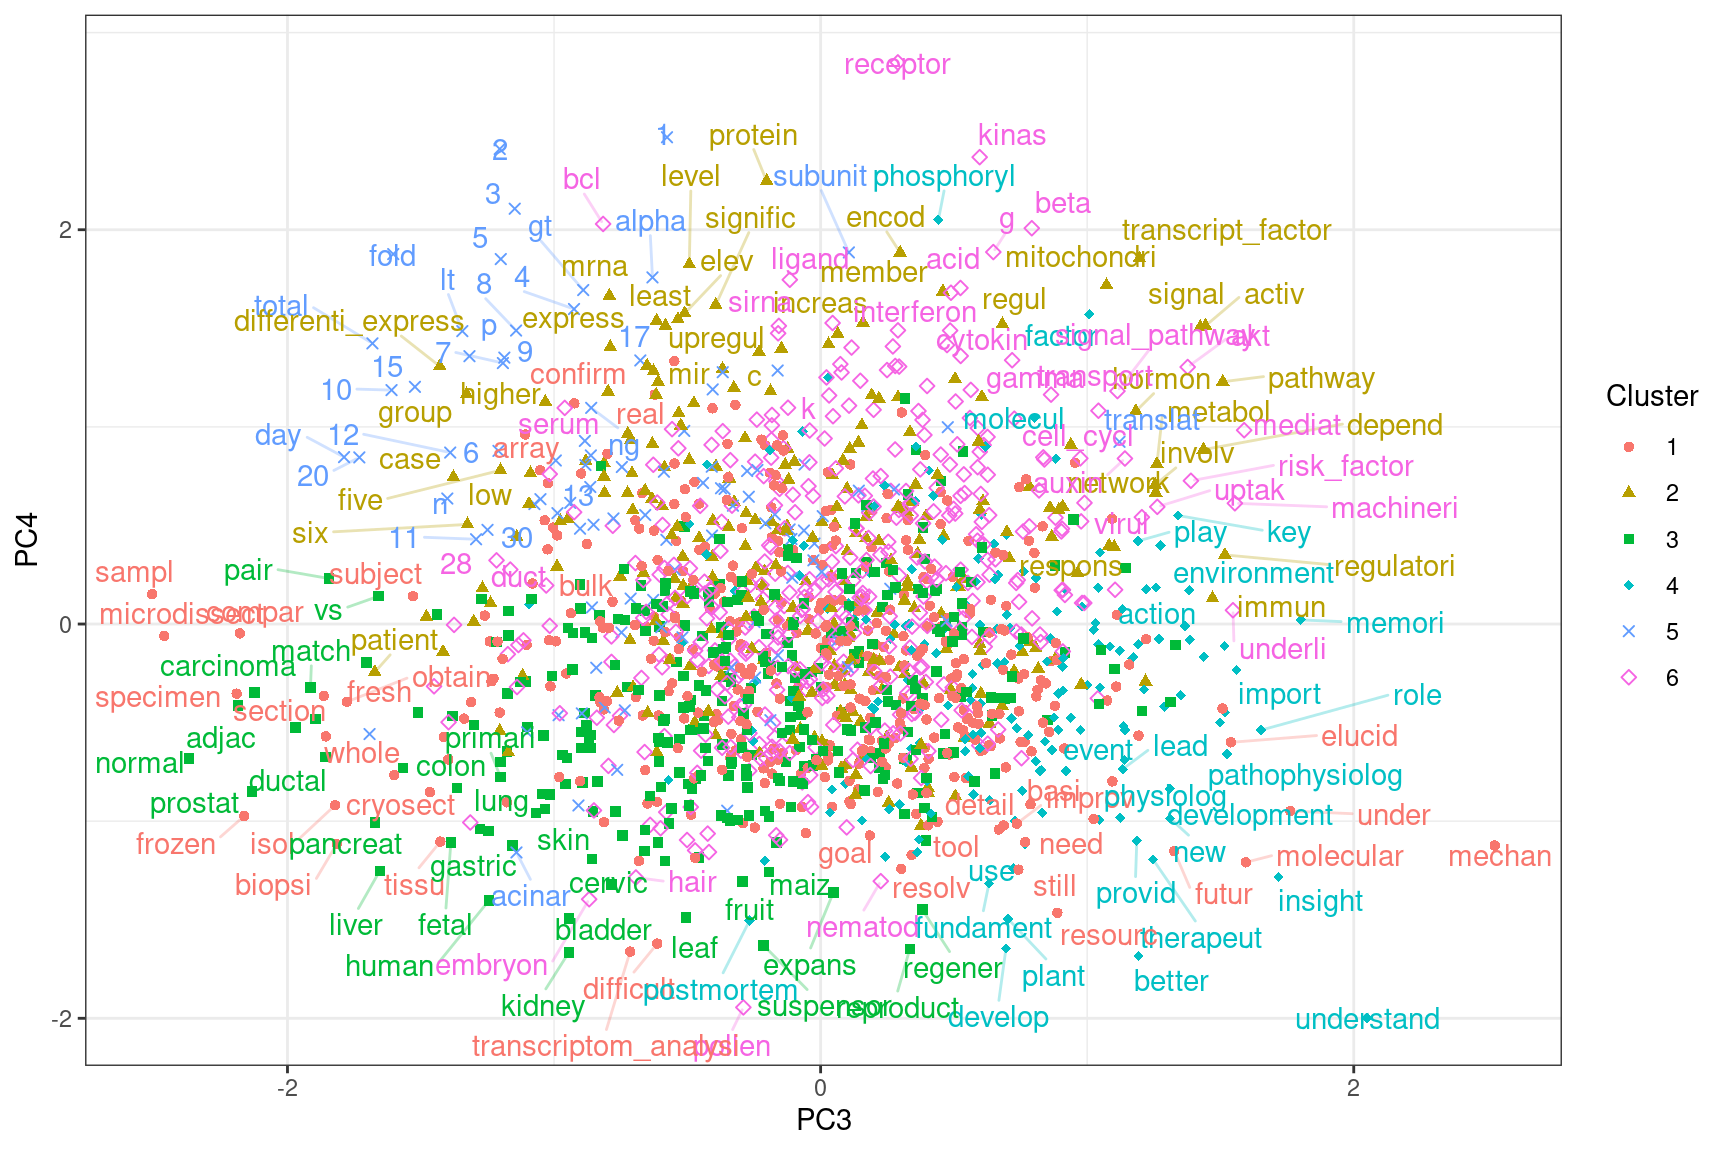 receptor
1
protein
kinas
2
bcl
level
subunit
phosphoryl
3
gt
alpha
signific
encod
g
beta
transcript_factor
5
fold
mrna
elev
ligand
member
acid
mitochondri
lt
8
4
least
sirna
increas
interferon
regul
signal
activ
total
differenti_express
p
express
17
upregul
cytokin
factor
signal_pathway
akt
7
9
15
confirm
mir
c
gamma
transport
hormon
pathway
10
higher
group
serum
real
k
molecul
translat
metabol
mediat
depend
day
12
6
array
ng
cell_cycl
involv
case
20
risk_factor
five
low
13
auxin
network
uptak
machineri
n
six
11
30
virul
play
key
pair
sampl
subject
28
duct
bulk
respons
environment
regulatori
microdissect
compar
vs
action
immun
memori
patient
carcinoma
match
underli
specimen
fresh
obtain
section
import
role
adjac
whole
primari
event
lead
elucid
normal
ductal
colon
pathophysiolog
prostat
cryosect
lung
detail
basi
improv
physiolog
development
under
frozen
isol
pancreat
skin
goal
tool
need
new
molecular
mechan
biopsi
tissu
gastric
cervic
hair
maiz
resolv
use
still
provid
futur
insight
acinar
liver
fetal
bladder
fruit
nematod
fundament
resourc
therapeut
human
embryon
leaf
expans
regener
plant
better
kidney
difficult
postmortem
suspensor
reproduct
develop
understand
transcriptom_analysi
pollen
PC4
2
0
-2
-2
0
2
PC3
Cluster
1
2
3
4
5
6